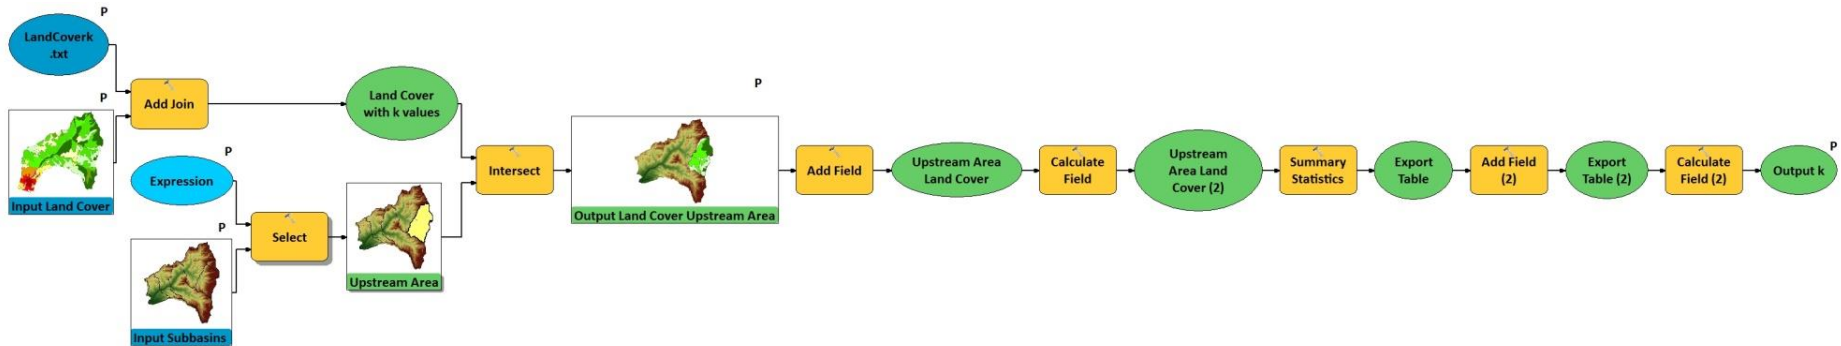 P
LandCoverk
.txt
P
Input Land Cover
Add Join
Land Cover
with k values
P
Expression
P
Input Subbasins
Select
Upstream Area
Intersect
P
Output Land Cover Upstream Area
Add Field
Upstream Area
Land Cover
Calculate
Field
Upstream
Area Land
Cover (2)
Summary
Statistics
Export
Table
Add Field
(2)
Export
Table (2)
Calculate
Field (2)
P
Output k